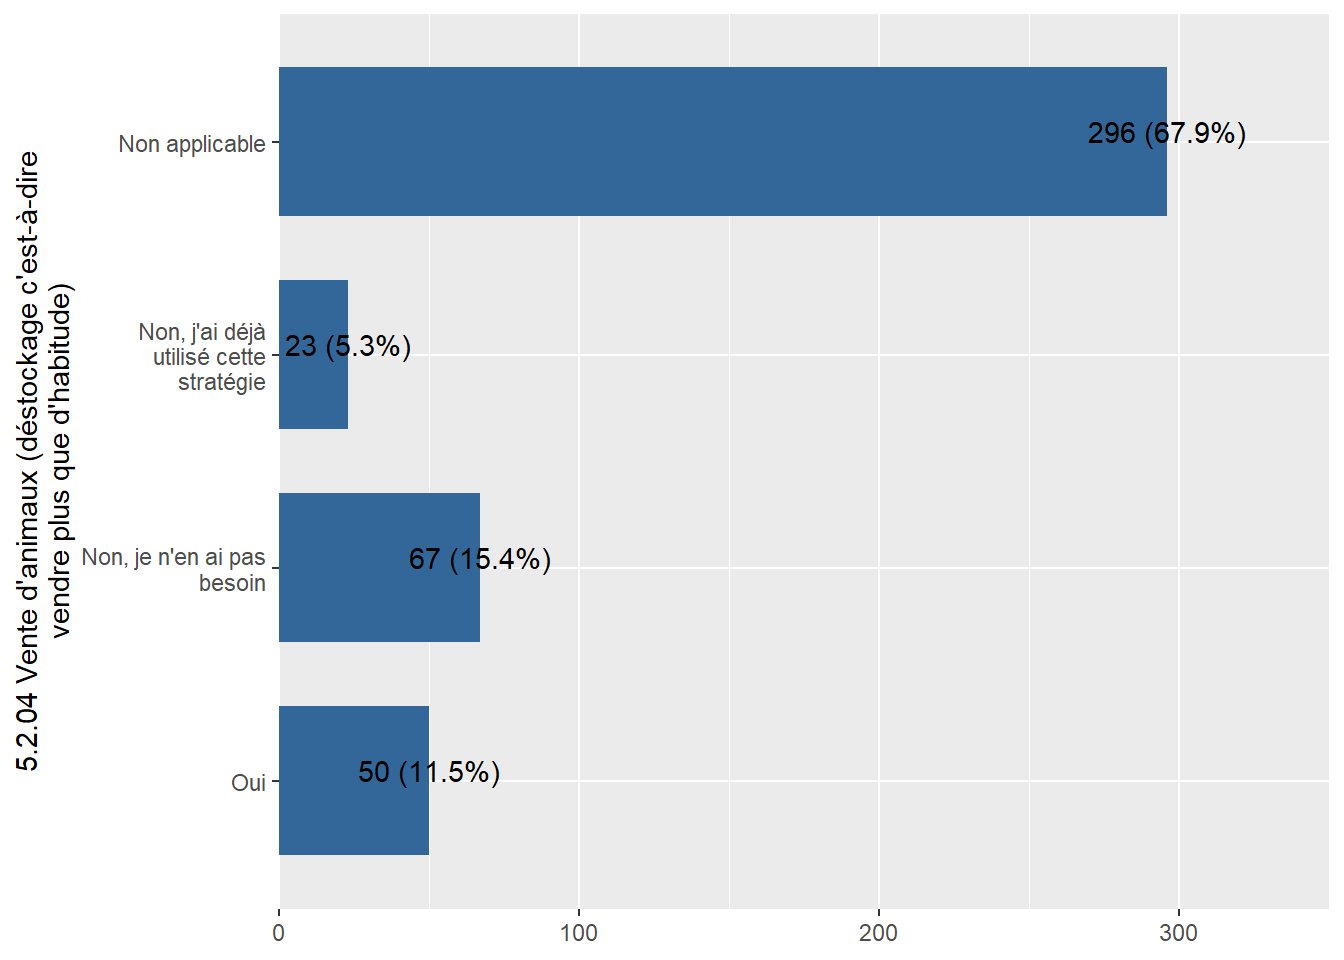 5.2.04 Vente d'animaux (déstockage c'est-à-dire
vendre plus que d'habitude)
Non applicable
296 (67.9%)
Non, j'ai déjà
utilisé cette
stratégie
23 (5.3%)
Non, je n'en ai pas
besoin
67 (15.4%)
Oui
50 (11.5%)
0
100
200
300